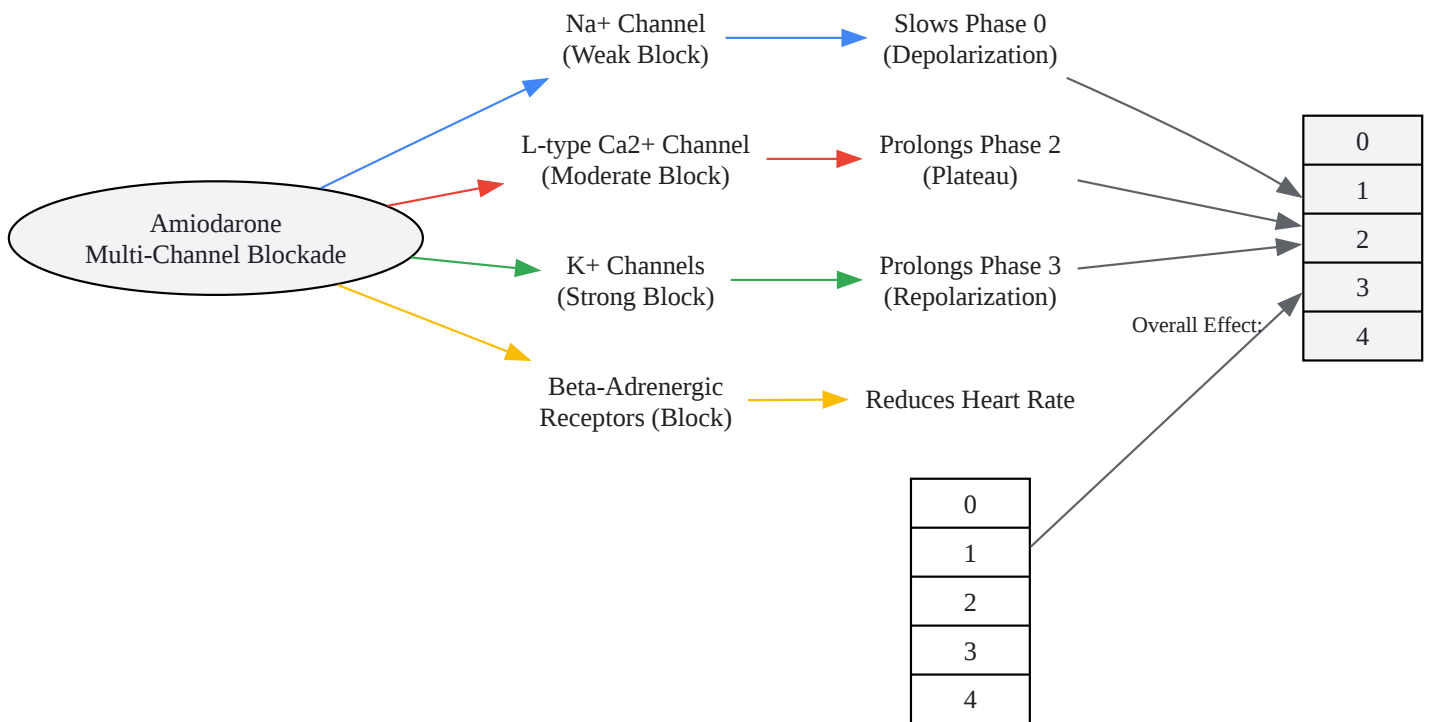 Na+ Channel
(Weak Block)
Slows Phase 0
(Depolarization)
L-type Ca2+ Channel
(Moderate Block)
Prolongs Phase 2
(Plateau)
Amiodarone
Multi-Channel Blockade
K+ Channels
(Strong Block)
Prolongs Phase 3
(Repolarization)
Beta-Adrenergic
Receptors (Block)
Reduces Heart Rate
Overall Effect:
0
1
2
3
4
0
1
2
3
4